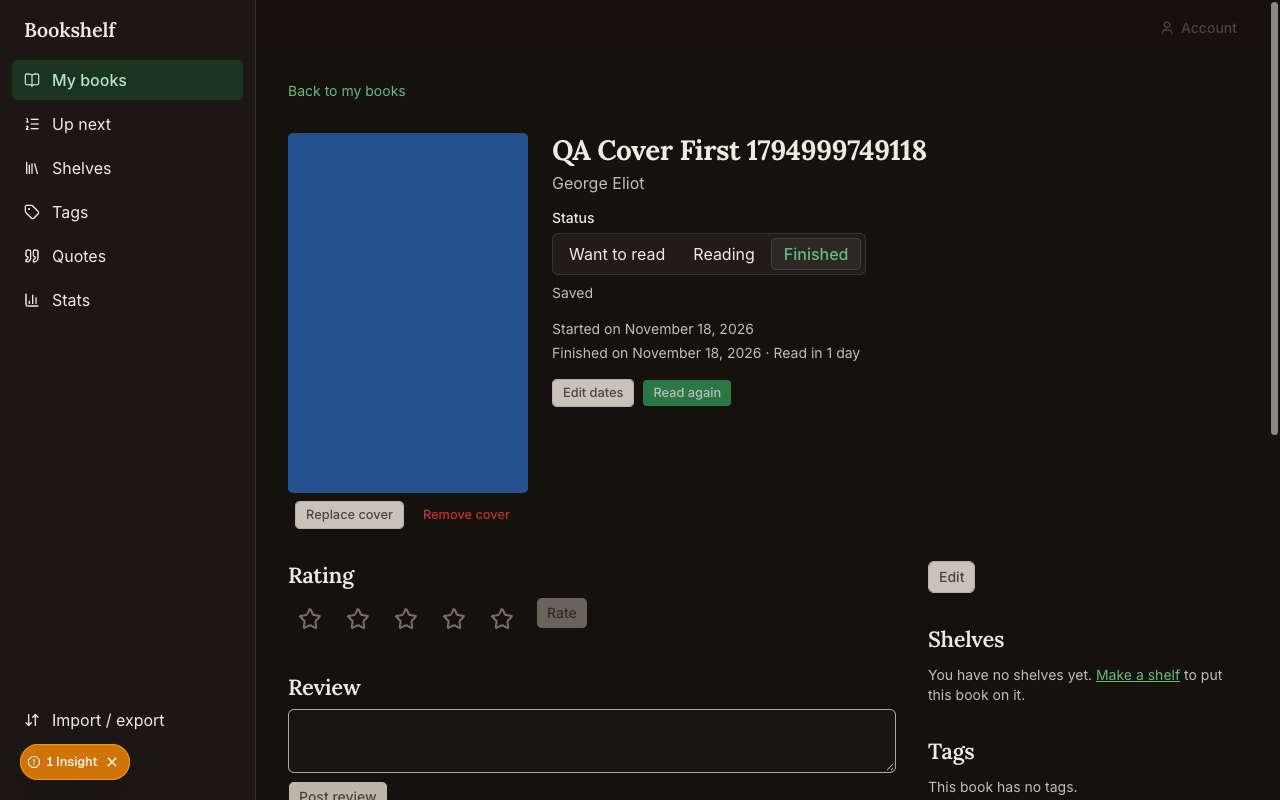 Bookshelf
My books
Up next
Shelves
Tags
Quotes
Stats
Import / export
1 Insight
Account
Back to my books
QA Cover First 1794999749118
George Eliot
Status
Want to read
Reading
Finished
Saved
Started on November 18, 2026
Finished on November 18, 2026 · Read in 1 day
Edit dates
Read again
Replace cover
Remove cover
Rating
Rate
Review
Post review
Edit
Shelves
You have no shelves yet. Make a shelf to put
this book on it.
Tags
This book has no tags.